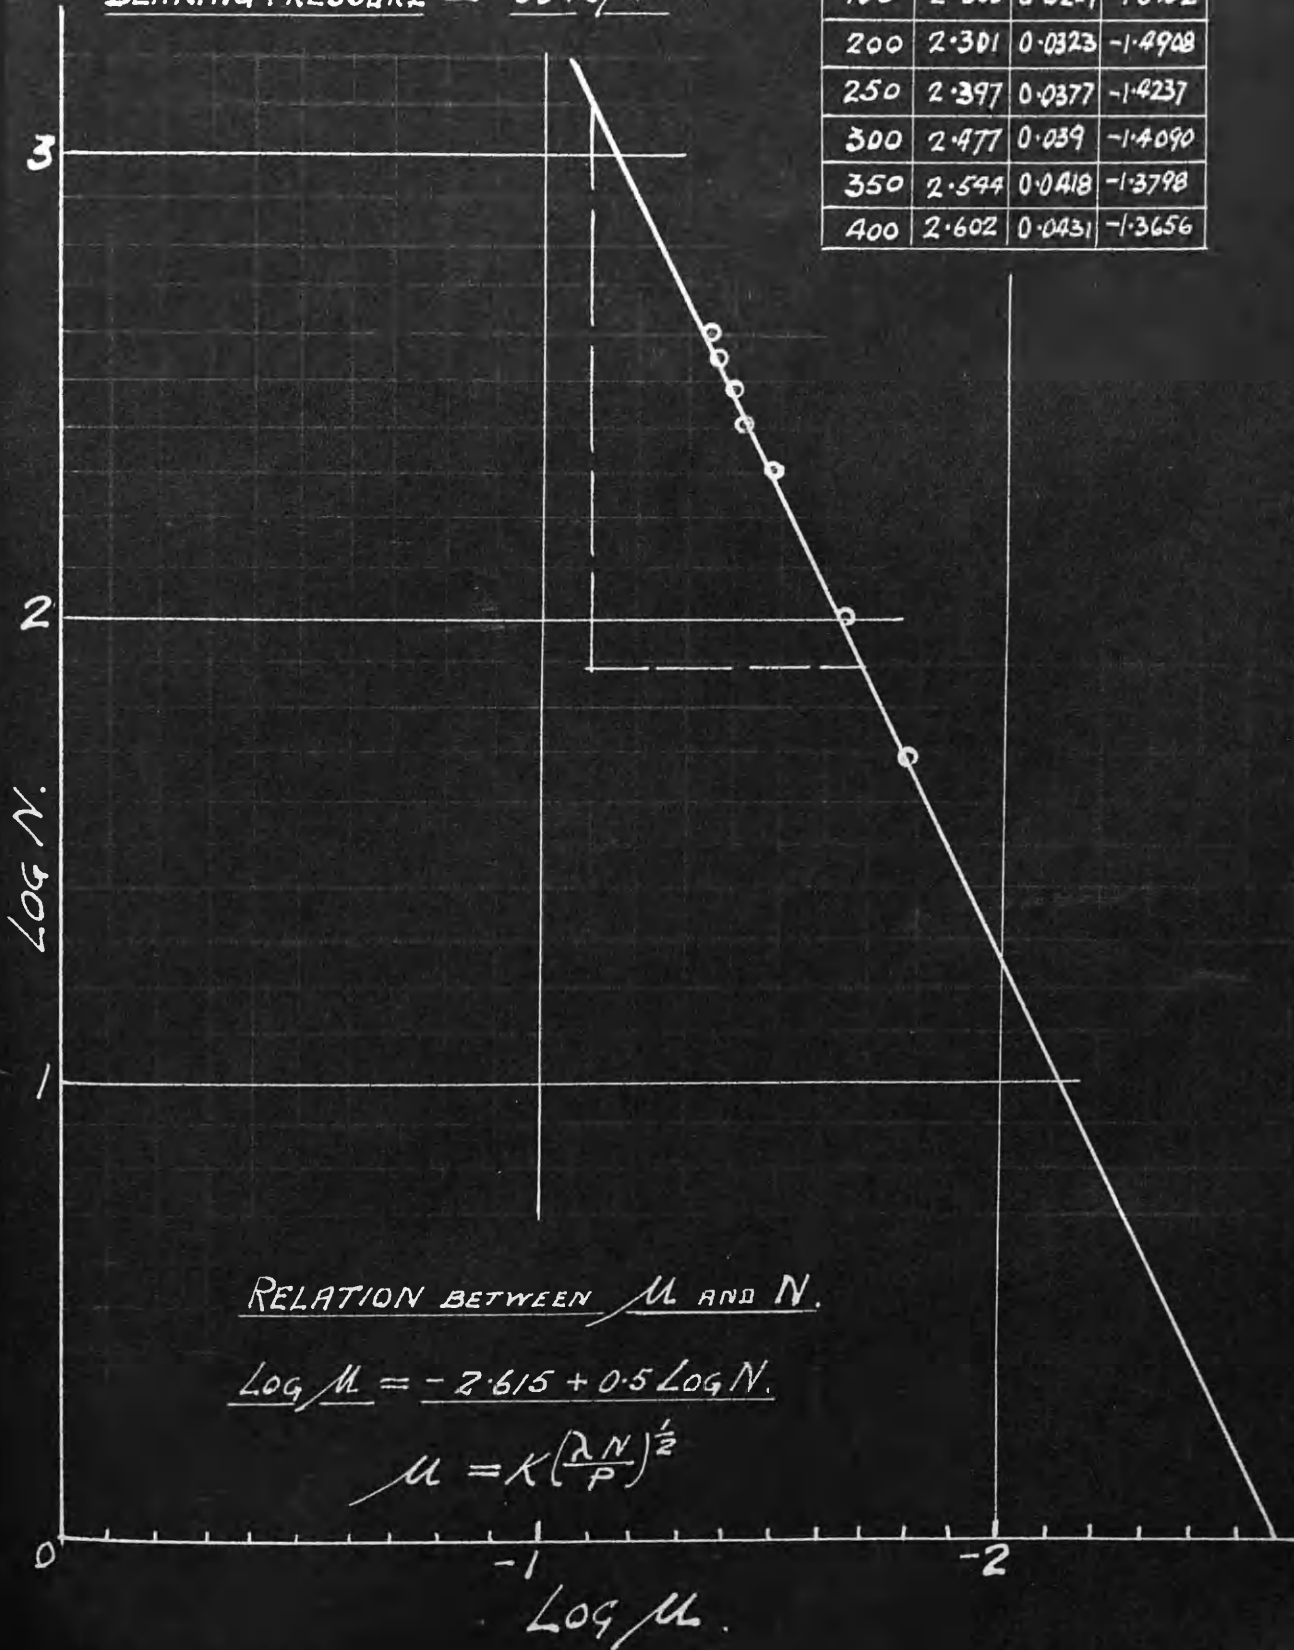 BEARING PRESSURE =
200 2·301 0·0323 -1·4908
250 2·397 0·0377 -1·4237
300 2·477 0·039 -1·4090
350 2·544 0·0418 -1·3798
400 2·602 0·0431 -1·3656
3
2
1
0
LOG N.
RELATION BETWEEN μ AND N.
LOG μ = - 2·615 + 0·5 LOG N.
μ = K(λN/P)^½
-1
-2
LOG μ.